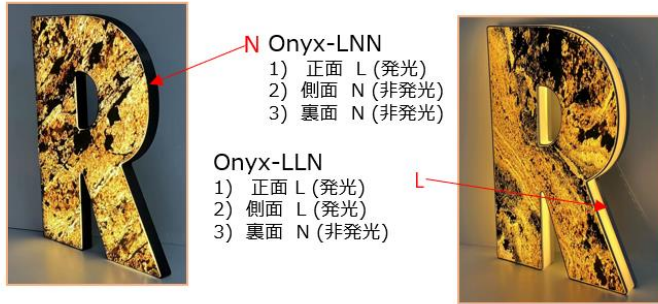 R
N Onyx-LNN
1) 正面 L (発光)
2) 側面 N (非発光)
3) 裏面 N (非発光)
Onyx-LLN
1) 正面 L (発光)
2) 側面 L (発光)
3) 裏面 N (非発光)
L
R